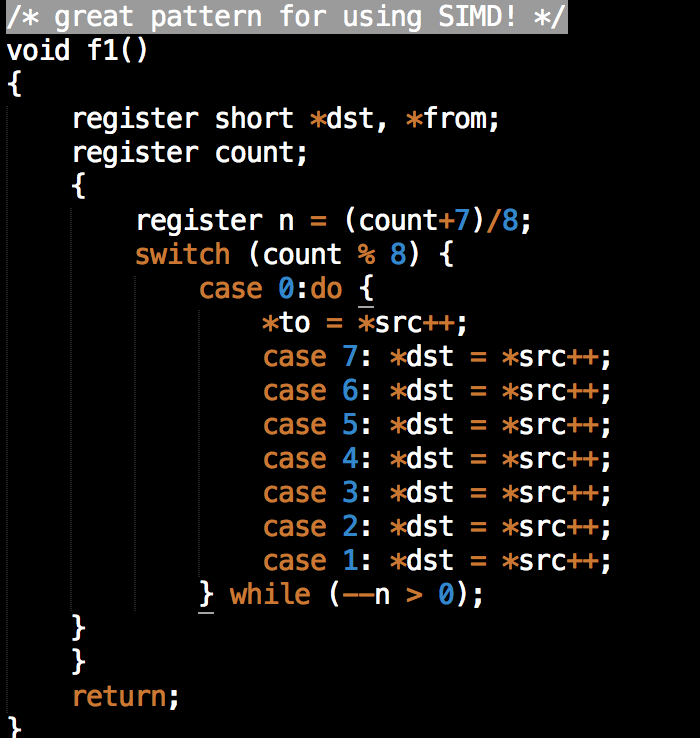 /* great pattern for using SIMD! */
void f1()
{
    register short *dst, *from;
    register count;
    {
        register n = (count+7)/8;
        switch (count % 8) {
            case 0:do {
                *to = *src++;
                case 7: *dst = *src++;
                case 6: *dst = *src++;
                case 5: *dst = *src++;
                case 4: *dst = *src++;
                case 3: *dst = *src++;
                case 2: *dst = *src++;
                case 1: *dst = *src++;
            } while (--n > 0);
    }
    }
    return;
}